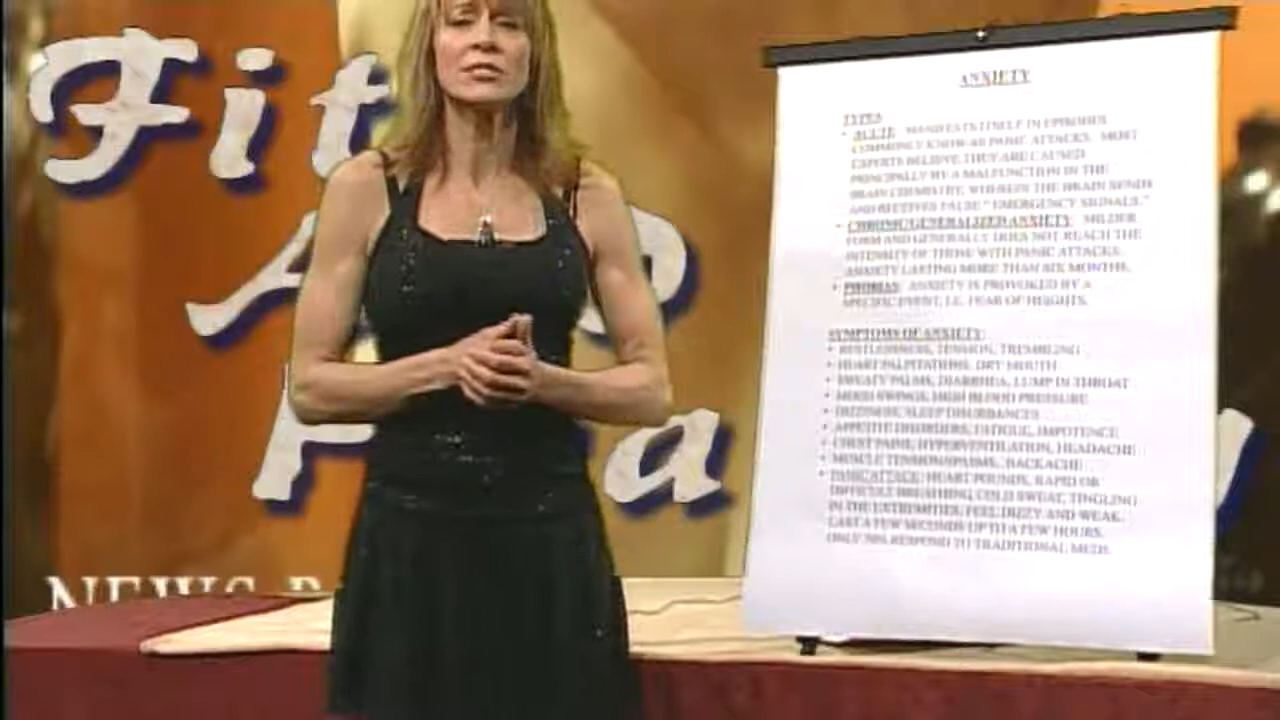 Fit
NEWS
ANXIETY
TYPES
• ACUTE: MANIFESTS ITSELF IN EPISODES
COMMONLY KNOW AS PANIC ATTACKS. MOST
EXPERTS BELIEVE THEY ARE CAUSED
PRINCIPALLY BY A MALFUNCTION IN THE
BRAIN CHEMISTRY, WHEREIN THE BRAIN SENDS
AND RECEIVES FALSE " EMERGENCY SIGNALS."
• CHRONIC/GENERALIZED ANXIETY: MILDER
FORM AND GENERALLY DOES NOT REACH THE
INTENSITY OF THOSE WITH PANIC ATTACKS.
ANXIETY LASTING MORE THAN SIX MONTHS.
• PHOBIAS: ANXIETY IS PROVOKED BY A
SPECIFIC EVENT, I.E. FEAR OF HEIGHTS.
SYMPTOMS OF ANXIETY:
• RESTLESSNESS, TENSION, TREMBLING
• HEART PALPITATIONS, DRY MOUTH
• SWEATY PALMS, DIARRHEA, LUMP IN THROAT
• MOOD SWINGS, HIGH BLOOD PRESSURE
• DIZZINESS, SLEEP DISTURBANCES
• APPETITE DISORDERS, FATIGUE, IMPOTENCE
• CHEST PAINS, HYPERVENTILATION, HEADACHE
• MUSCLE TENSION/SPASMS, BACKACHE
• PANIC ATTACK: HEART POUNDS, RAPID OR
DIFFICULT BREATHING, COLD SWEAT, TINGLING
IN THE EXTREMITIES, FEEL DIZZY AND WEAK.
LAST A FEW SECONDS UP TO A FEW HOURS.
ONLY 70% RESPOND TO TRADITIONAL MEDS.